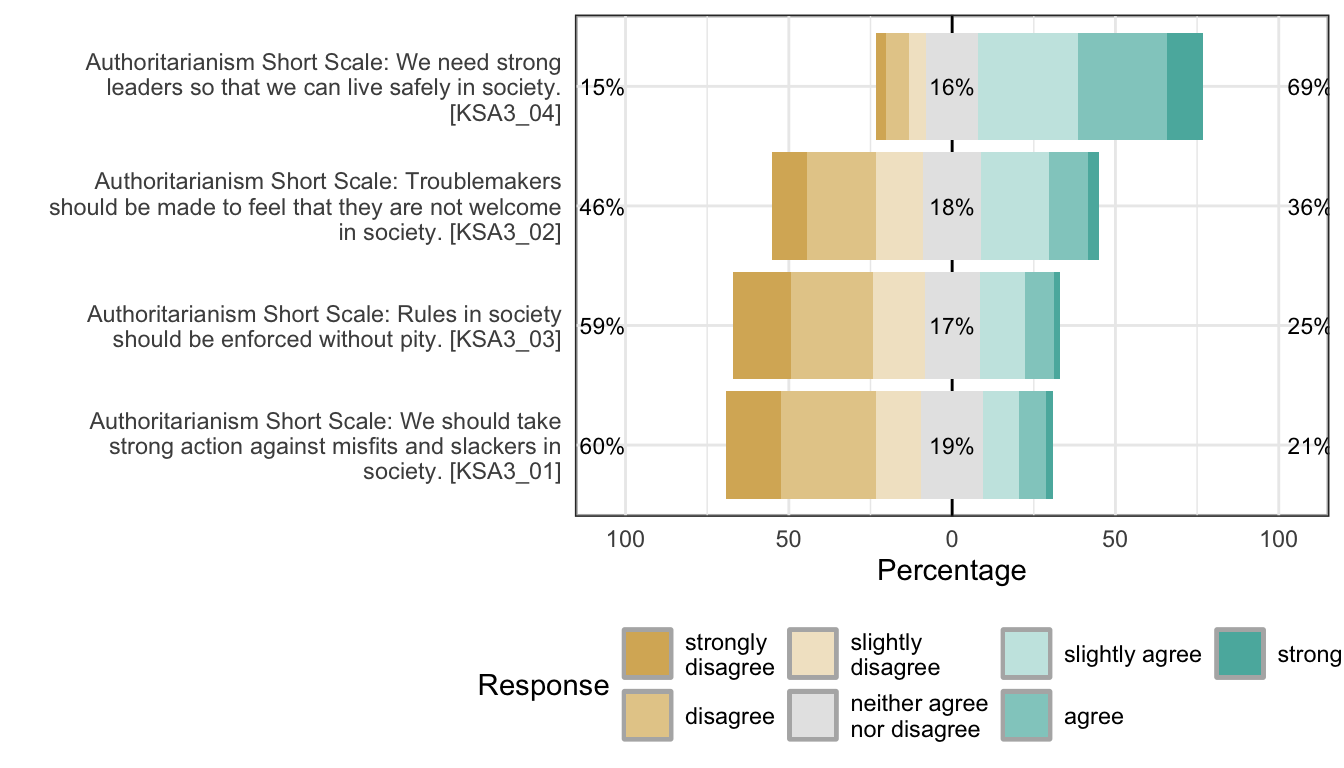 Authoritarianism Short Scale: We need strong
leaders so that we can live safely in society.
[KSA3_04]
15%
16%
69%
Authoritarianism Short Scale: Troublemakers
should be made to feel that they are not welcome
in society. [KSA3_02]
46%
18%
36%
Authoritarianism Short Scale: Rules in society
should be enforced without pity. [KSA3_03]
59%
17%
25%
Authoritarianism Short Scale: We should take
strong action against misfits and slackers in
society. [KSA3_01]
60%
19%
21%
100 50 0 50 100
Percentage
Response
strongly
disagree
disagree
slightly
disagree
neither agree
nor disagree
slightly agree
agree
strong